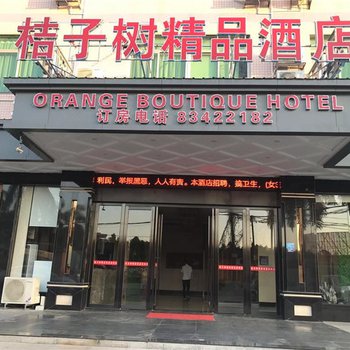 桔子树精品酒店
ORANGE BOUTIQUE HOTEL
订房电话 83422182
利民，举报黑恶，人人有责。本酒店招聘，搞卫生，(女